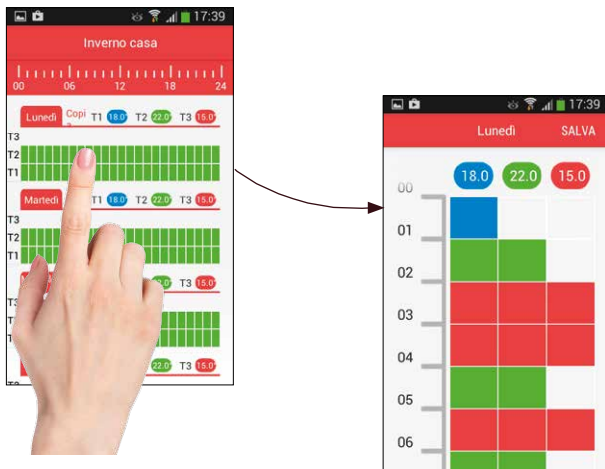 17:39
Inverno casa
00 06 12 18 24
Lunedì Copi T1 18.0° T2 22.0° T3 15.0°
T3
T2
T1
Martedì T1 18.0° T2 22.0° T3 15.0°
T3
T2
T1
22.0° T3 15.0°
22.0° T3 15.0°
17:39
Lunedì SALVA
18.0 22.0 15.0
00
01
02
03
04
05
06